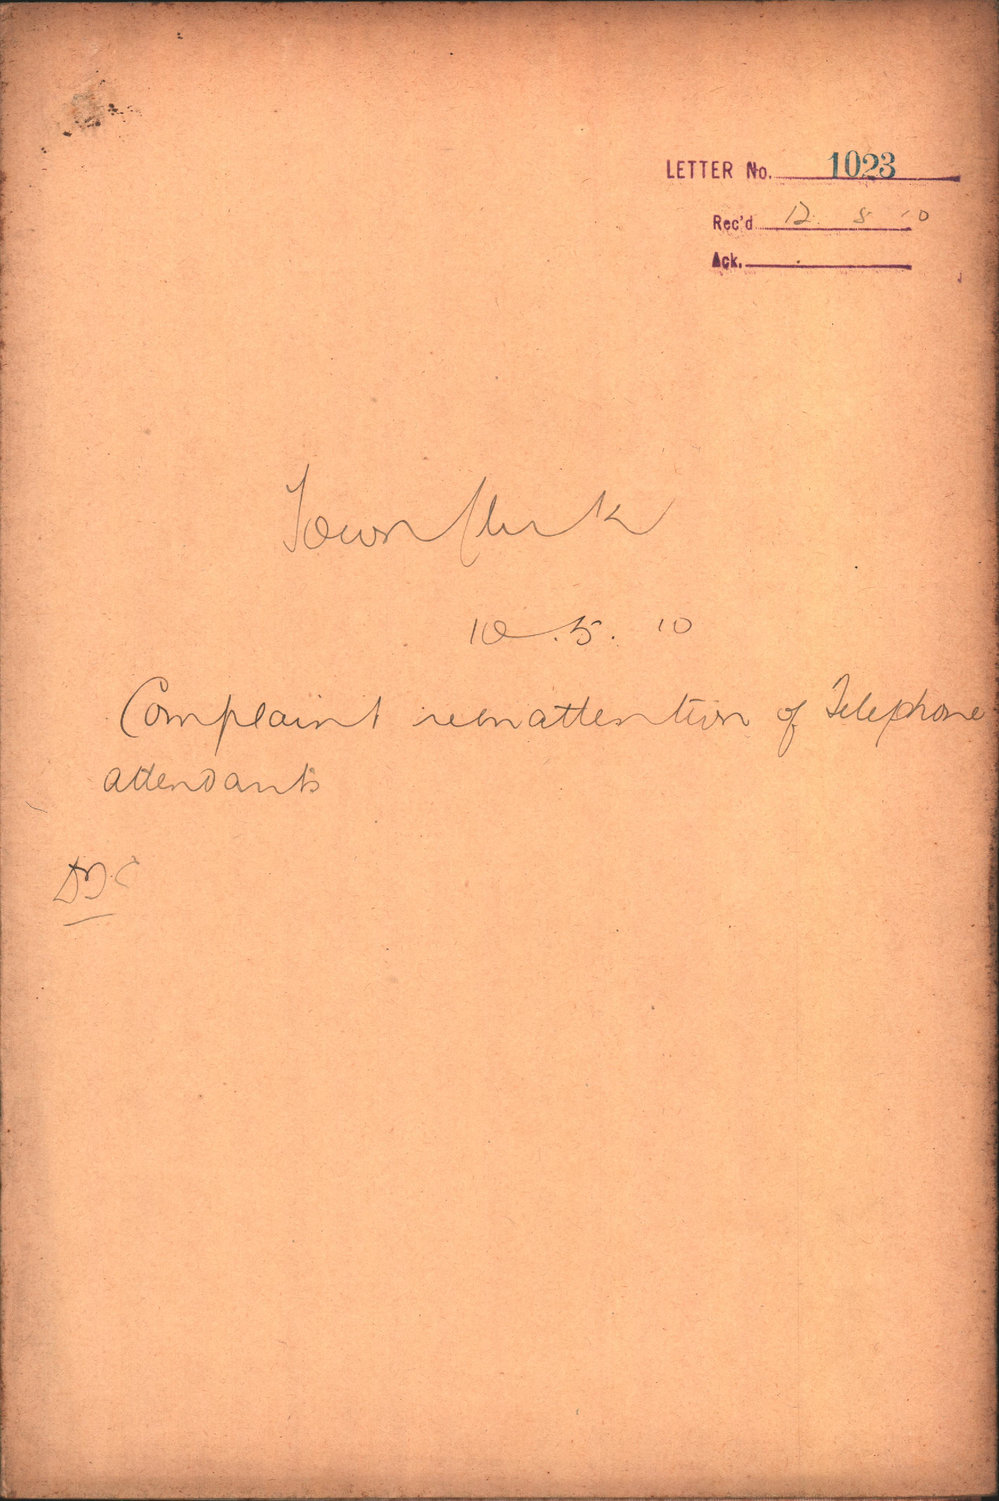 LETTER No. 1023
Rec'd 12 5 10
Ack.
Town Clerk
10.5.10
Complaint re inattention of Telephone
attendants